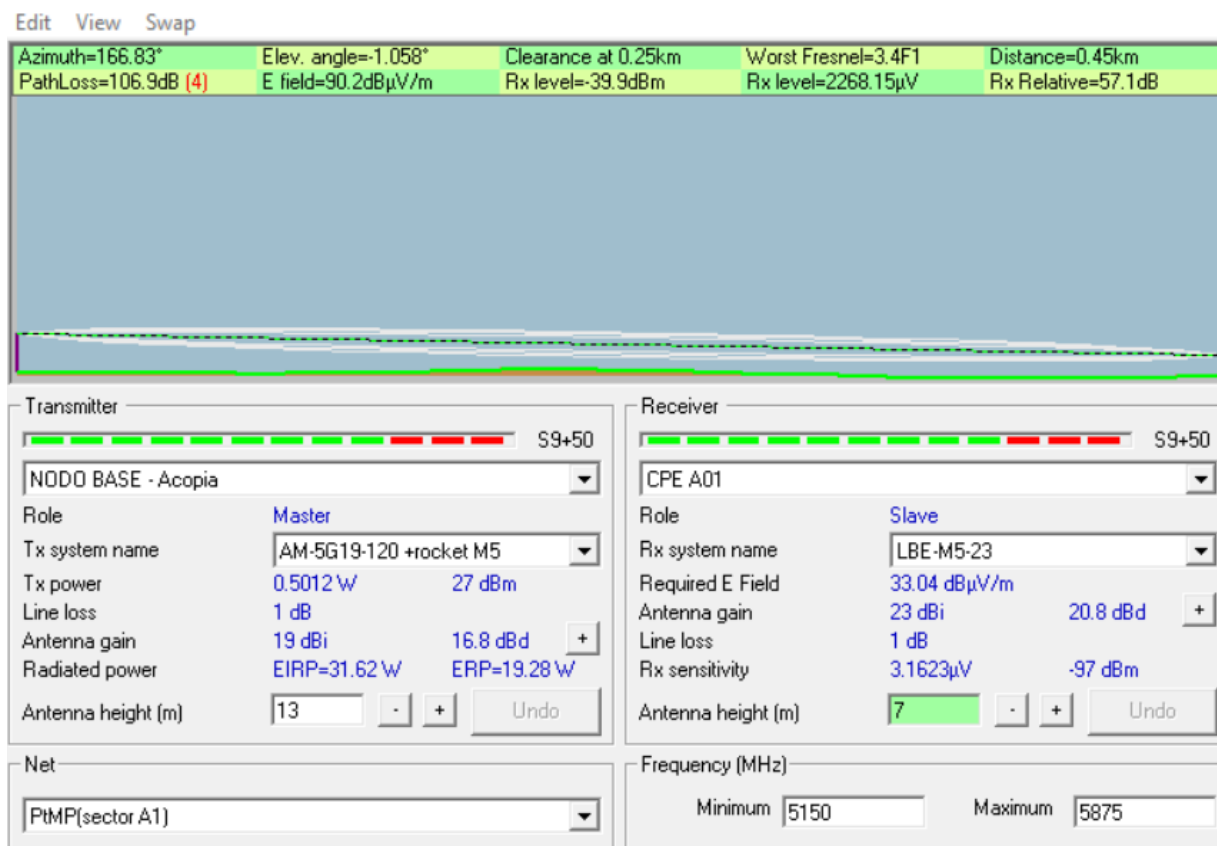 Edit View Swap
Azimuth=166.83° Elev. angle=-1.058° Clearance at 0.25km Worst Fresnel=3.4F1 Distance=0.45km
PathLoss=106.9dB (4) E field=90.2dBµV/m Rx level=-39.9dBm Rx level=2268.15µV Rx Relative=57.1dB
Transmitter
S9+50
NODO BASE - Acopia
Role Master
Tx system name AM-5G19-120 +rocket M5
Tx power 0.5012 W 27 dBm
Line loss 1 dB
Antenna gain 19 dBi 16.8 dBd +
Radiated power EIRP=31.62 W ERP=19.28 W
Antenna height (m) 13 - + Undo
Receiver
S9+50
CPE A01
Role Slave
Rx system name LBE-M5-23
Required E Field 33.04 dBµV/m
Antenna gain 23 dBi 20.8 dBd +
Line loss 1 dB
Rx sensitivity 3.1623µV -97 dBm
Antenna height (m) 7 - + Undo
Net
PtMP(sector A1)
Frequency (MHz)
Minimum 5150 Maximum 5875